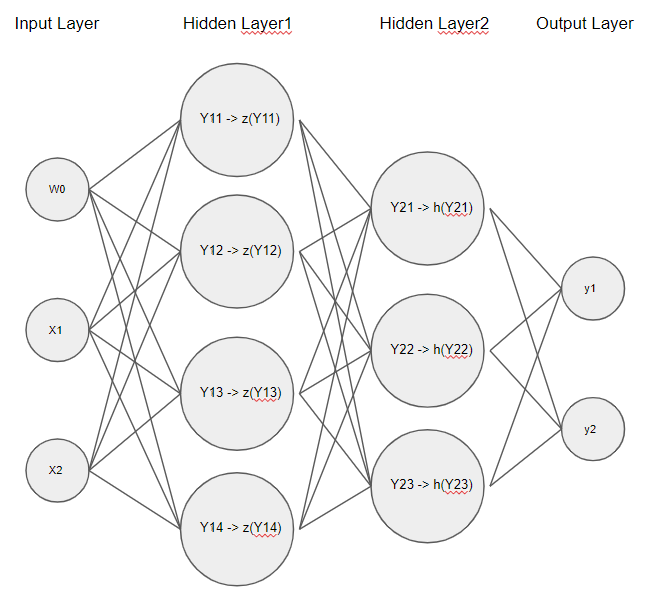 Input Layer
Hidden Layer1
Hidden Layer2
Output Layer
W0
X1
X2
Y11 -> z(Y11)
Y12 -> z(Y12)
Y13 -> z(Y13)
Y14 -> z(Y14)
Y21 -> h(Y21)
Y22 -> h(Y22)
Y23 -> h(Y23)
y1
y2